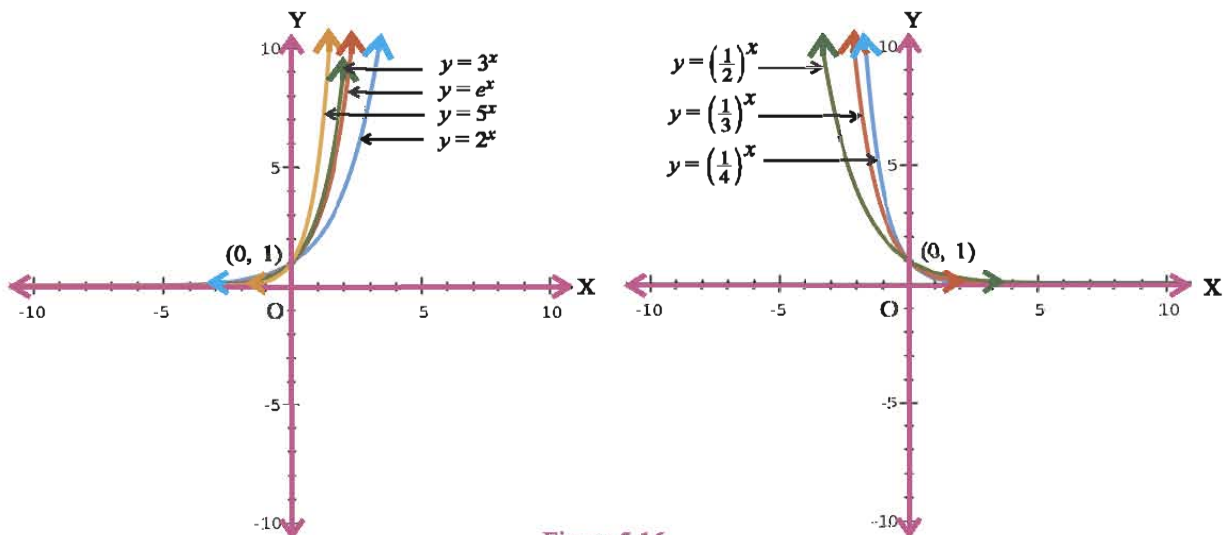 Y
10
y = 3^x
y = e^x
y = 5^x
y = 2^x
5
(0, 1)
X
-10
-5
O
5
10
-5
-10
Y
10
y = (1/2)^x
y = (1/3)^x
y = (1/4)^x
5
(0, 1)
X
-10
-5
O
5
10
-5
-10